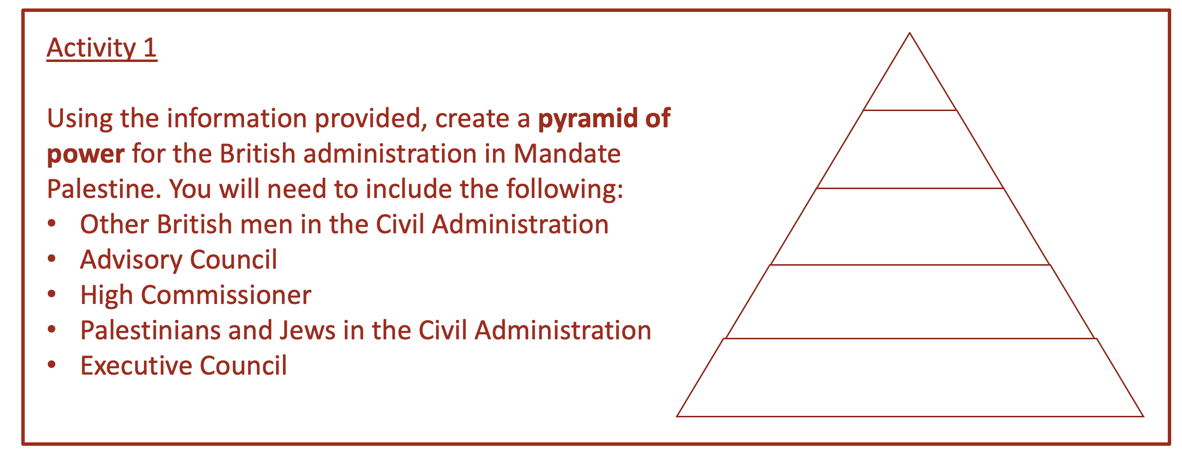 Activity 1
Using the information provided, create a pyramid of
power for the British administration in Mandate
Palestine. You will need to include the following:
• Other British men in the Civil Administration
• Advisory Council
• High Commissioner
• Palestinians and Jews in the Civil Administration
• Executive Council